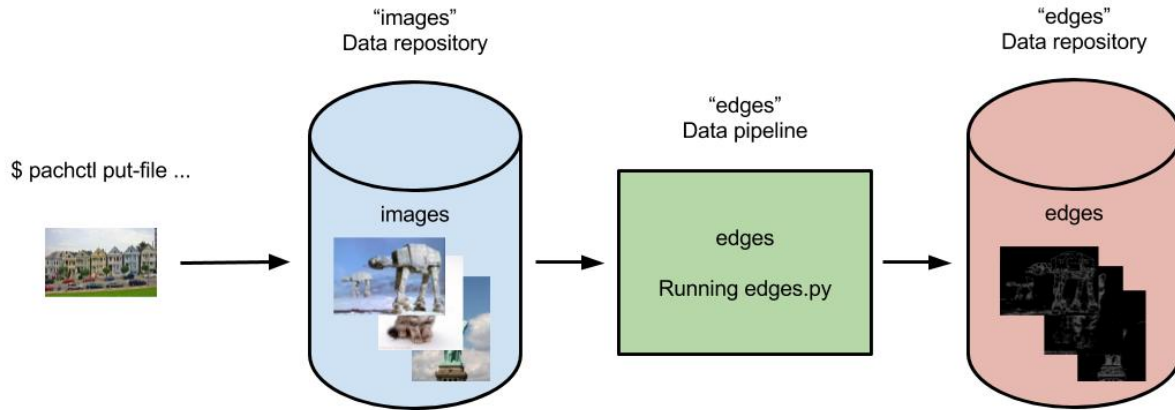 “images”
Data repository
“edges”
Data repository
“edges”
Data pipeline
$ pachctl put-file ...
images
edges
Running edges.py
edges